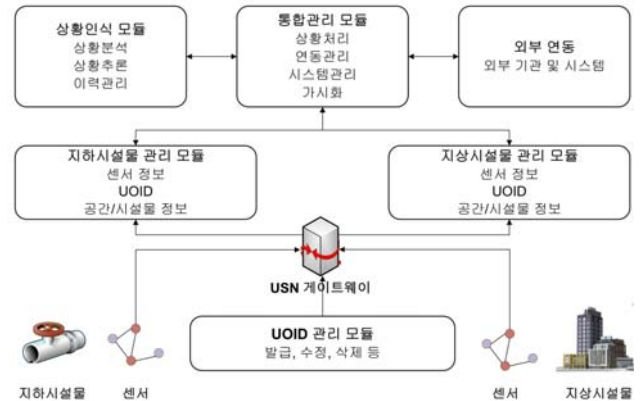 상황인식 모듈
상황분석
상황추론
이력관리
통합관리 모듈
상황처리
연동관리
시스템관리
가시화
외부 연동
외부 기관 및 시스템
지하시설물 관리 모듈
센서 정보
UOID
공간/시설물 정보
지상시설물 관리 모듈
센서 정보
UOID
공간/시설물 정보
USN 게이트웨이
UOID 관리 모듈
발급, 수정, 삭제 등
지하시설물
센서
센서
지상시설물